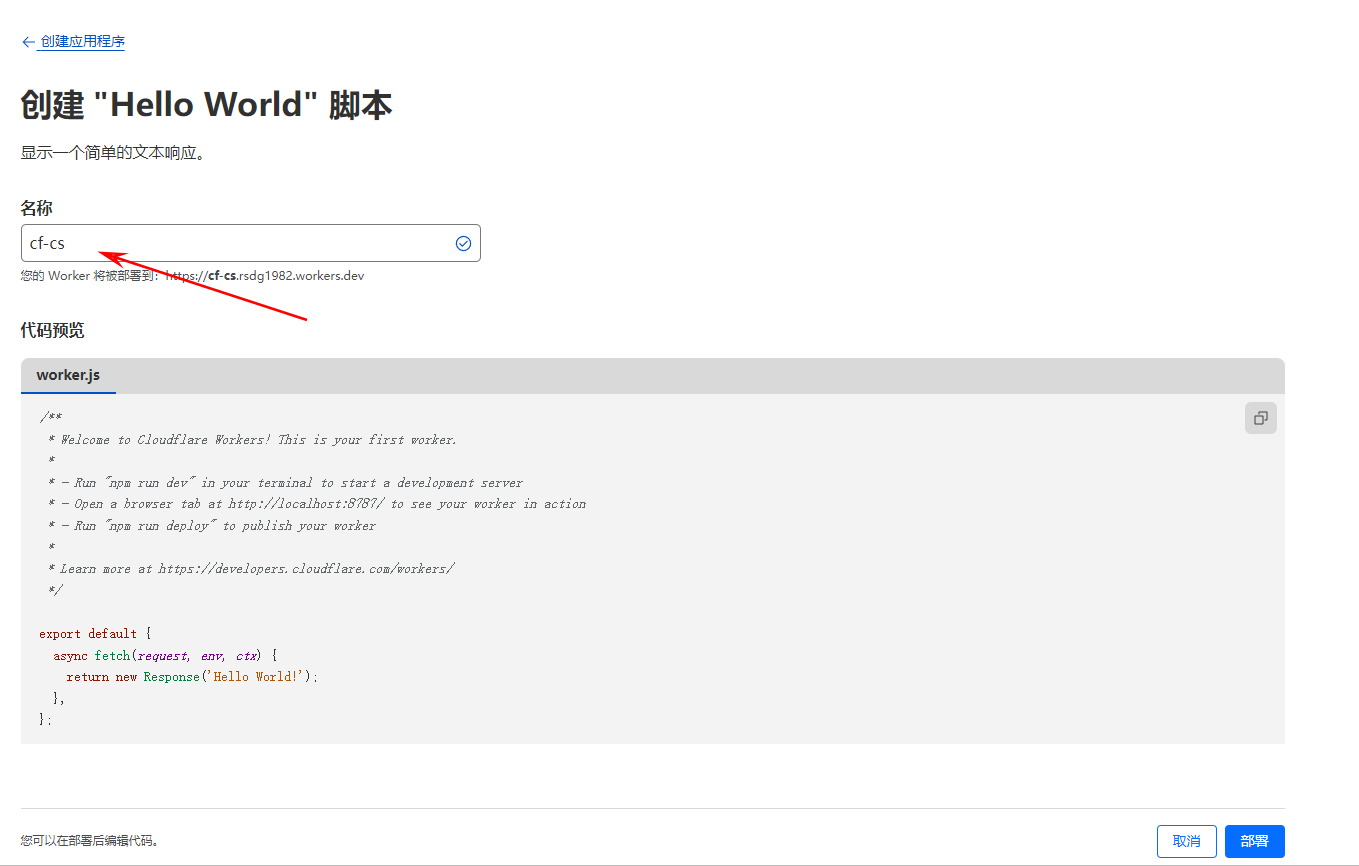 ← 创建应用程序
创建 "Hello World" 脚本
显示一个简单的文本响应。
名称
cf-cs
您的 Worker 将被部署到：https://cf-cs.rsdg1982.workers.dev
代码预览
worker.js
/**
 * Welcome to Cloudflare Workers! This is your first worker.
 *
 * - Run "npm run dev" in your terminal to start a development server
 * - Open a browser tab at http://localhost:8787/ to see your worker in action
 * - Run "npm run deploy" to publish your worker
 *
 * Learn more at https://developers.cloudflare.com/workers/
 */
export default {
  async fetch(request, env, ctx) {
    return new Response('Hello World!');
  },
};
您可以在部署后编辑代码。
取消
部署